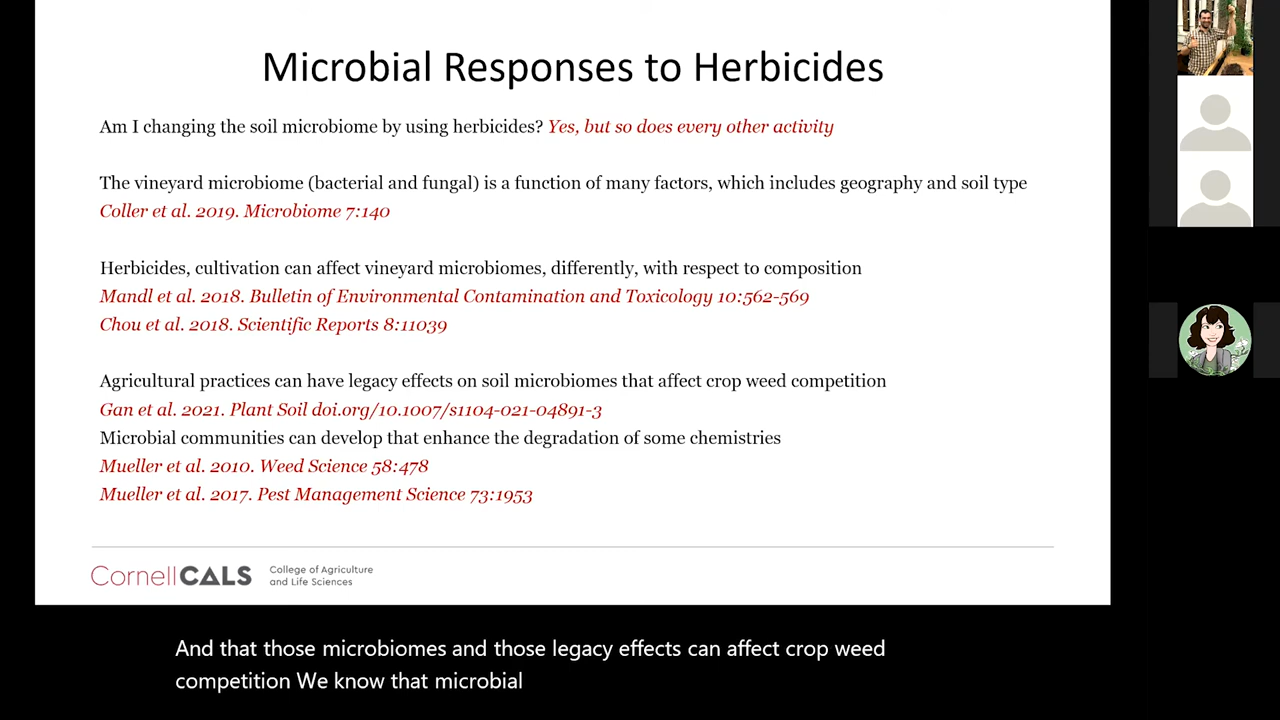 Microbial Responses to Herbicides
Am I changing the soil microbiome by using herbicides? Yes, but so does every other activity
The vineyard microbiome (bacterial and fungal) is a function of many factors, which includes geography and soil type
Coller et al. 2019. Microbiome 7:140
Herbicides, cultivation can affect vineyard microbiomes, differently, with respect to composition
Mandl et al. 2018. Bulletin of Environmental Contamination and Toxicology 10:562-569
Chou et al. 2018. Scientific Reports 8:11039
Agricultural practices can have legacy effects on soil microbiomes that affect crop weed competition
Gan et al. 2021. Plant Soil doi.org/10.1007/s1104-021-04891-3
Microbial communities can develop that enhance the degradation of some chemistries
Mueller et al. 2010. Weed Science 58:478
Mueller et al. 2017. Pest Management Science 73:1953
CornellCALS
College of Agriculture
and Life Sciences
And that those microbiomes and those legacy effects can affect crop weed
competition We know that microbial